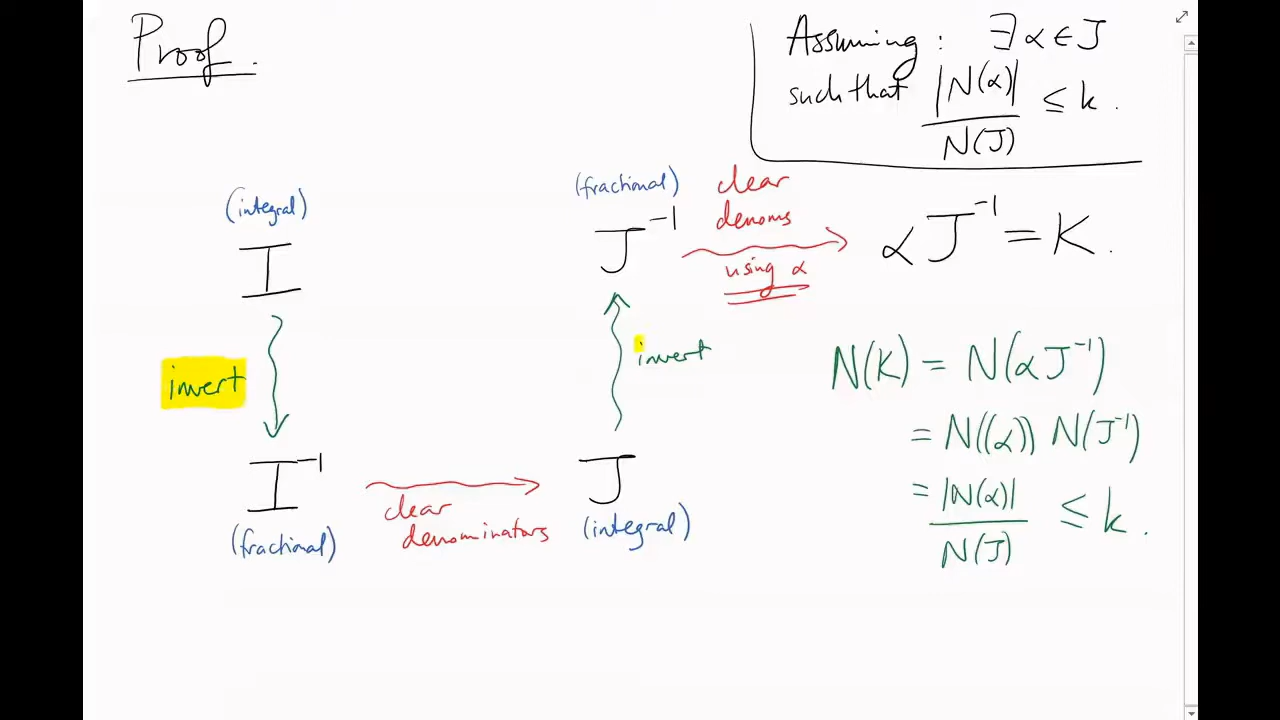 Proof.
Assuming: ∃ α ∈ J
such that |N(α)| / N(J) ≤ k.
(integral)
I
invert
I⁻¹
(fractional)
clear
denominators
J
(integral)
invert
(fractional)
J⁻¹
clear
denoms
using α
α J⁻¹ = K.
N(K) = N(αJ⁻¹)
= N((α)) N(J⁻¹)
= |N(α)| / N(J) ≤ k.